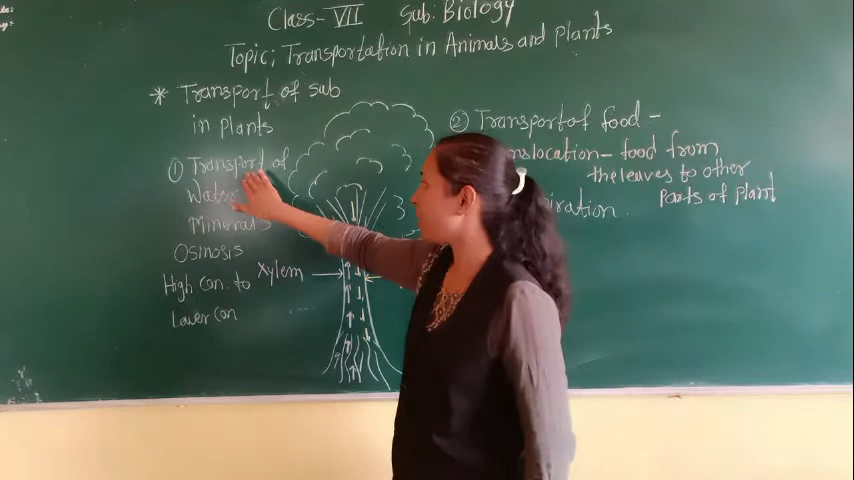 Class-VII Sub. Biology
Topic; Transportation in Animals and Plants
* Transport of sub
in plants
① Transport of
Water
Minerals
Osmosis
High Con. to
Lower Con
Xylem
② Transport of food -
food from
the leaves to other
parts of plant